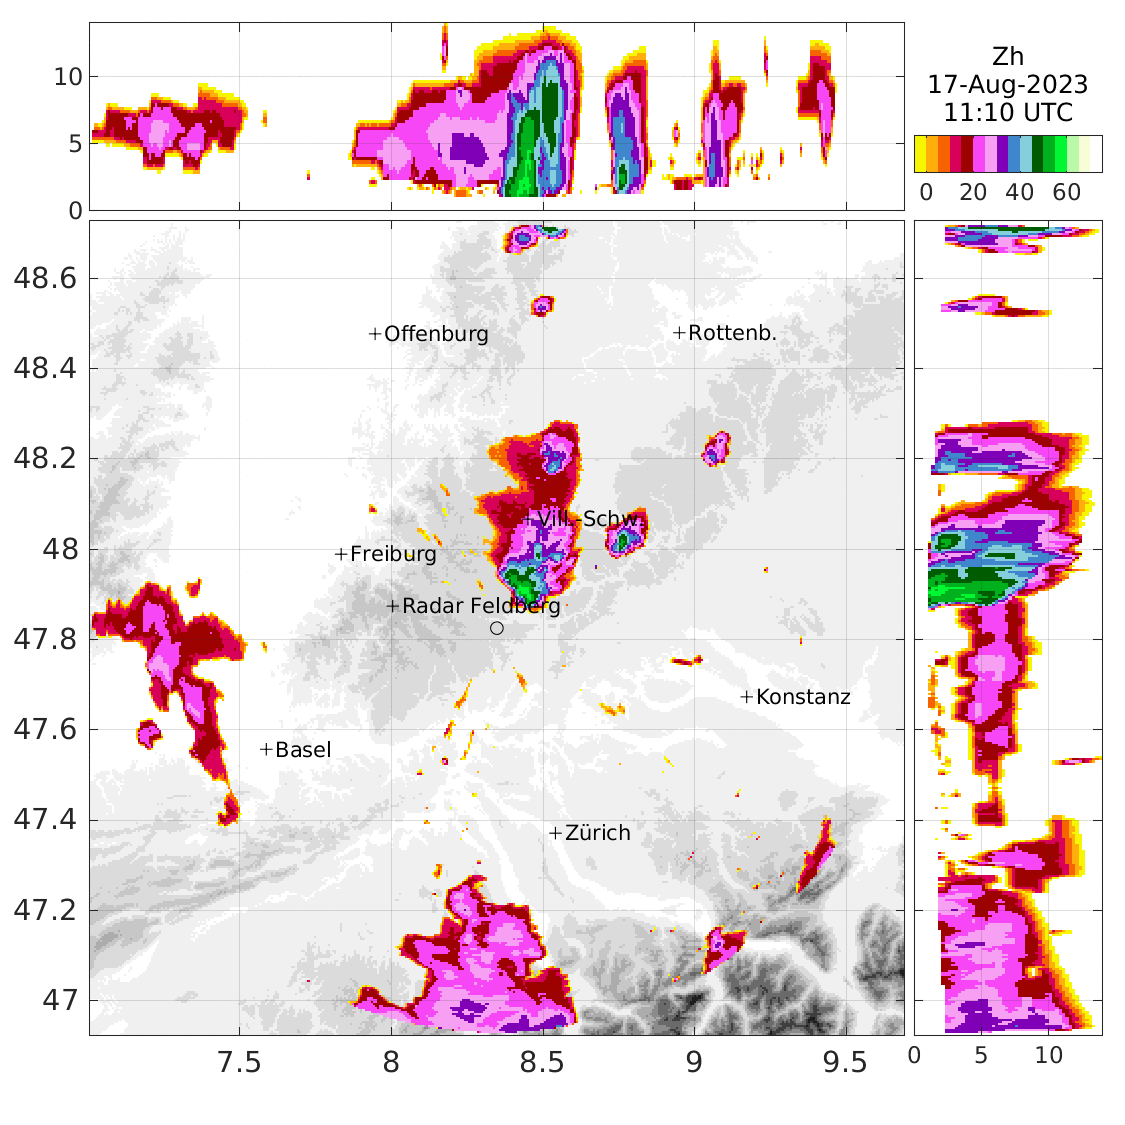 10
5
0
Zh
17-Aug-2023
11:10 UTC
0 20 40 60
48.6
48.4
48.2
48
47.8
47.6
47.4
47.2
47
Offenburg
Rottenb.
Vill.-Schw.
Freiburg
Radar Feldberg
Konstanz
Basel
Zürich
7.5 8 8.5 9 9.5
0 5 10